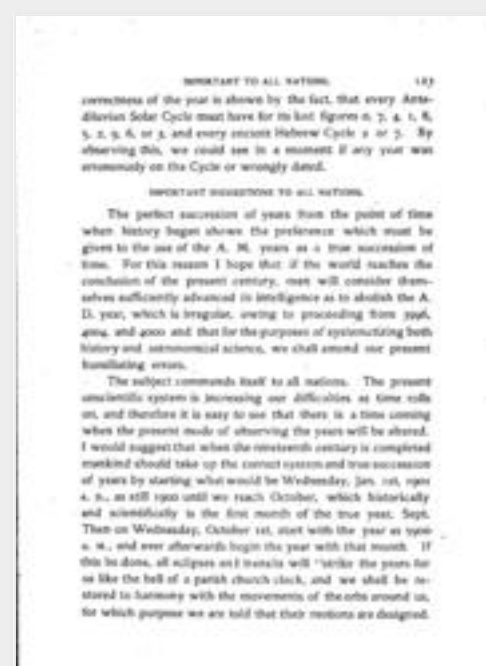 IMPORTANT TO ALL NATIONS.
correctness of the year is shown by the fact, that every Ante-
diluvian Solar Cycle must have for its last figures 0, 7, 4, 1, 8,
5, 2, 9, 6, or 3, and every ancient Hebrew Cycle 2 or 7. By
observing this, we could see in a moment if any year was
erroneously on the Cycle or wrongly dated.
IMPORTANT SUGGESTIONS TO ALL NATIONS.
The perfect succession of years from the point of time
when history began shows the preference which must be
given to the use of the A. M. years as a true succession of
time. For this reason I hope that if the world reaches the
conclusion of the present century, men will consider them-
selves sufficiently advanced in intelligence as to abolish the A.
D. year, which is irregular, owing to proceeding from
4004, and 4000 and that for the purposes of systematizing both
history and astronomical science, we shall amend our present
humiliating errors.
The subject commends itself to all nations. The present
unscientific system is increasing our difficulties as time rolls
on, and therefore it is easy to see that there is a time coming
when the present mode of observing the years will be altered.
I would suggest that when the nineteenth century is completed
mankind should take up the correct system and true succession
of years by starting what would be Wednesday, Jan. 1st, 1901
as still 1900 until we reach October, which historically
and scientifically is the first month of the true year, Sept.
Then on Wednesday, October 1st, start with the year as
and ever afterwards begin the year with that month. If
this be done, all eclipses and transits will "strike the years for
us like the bell of a parish church clock, and we shall be re-
stored to harmony with the movements of the orbs around us,
for which purpose we are told that their motions are designed.